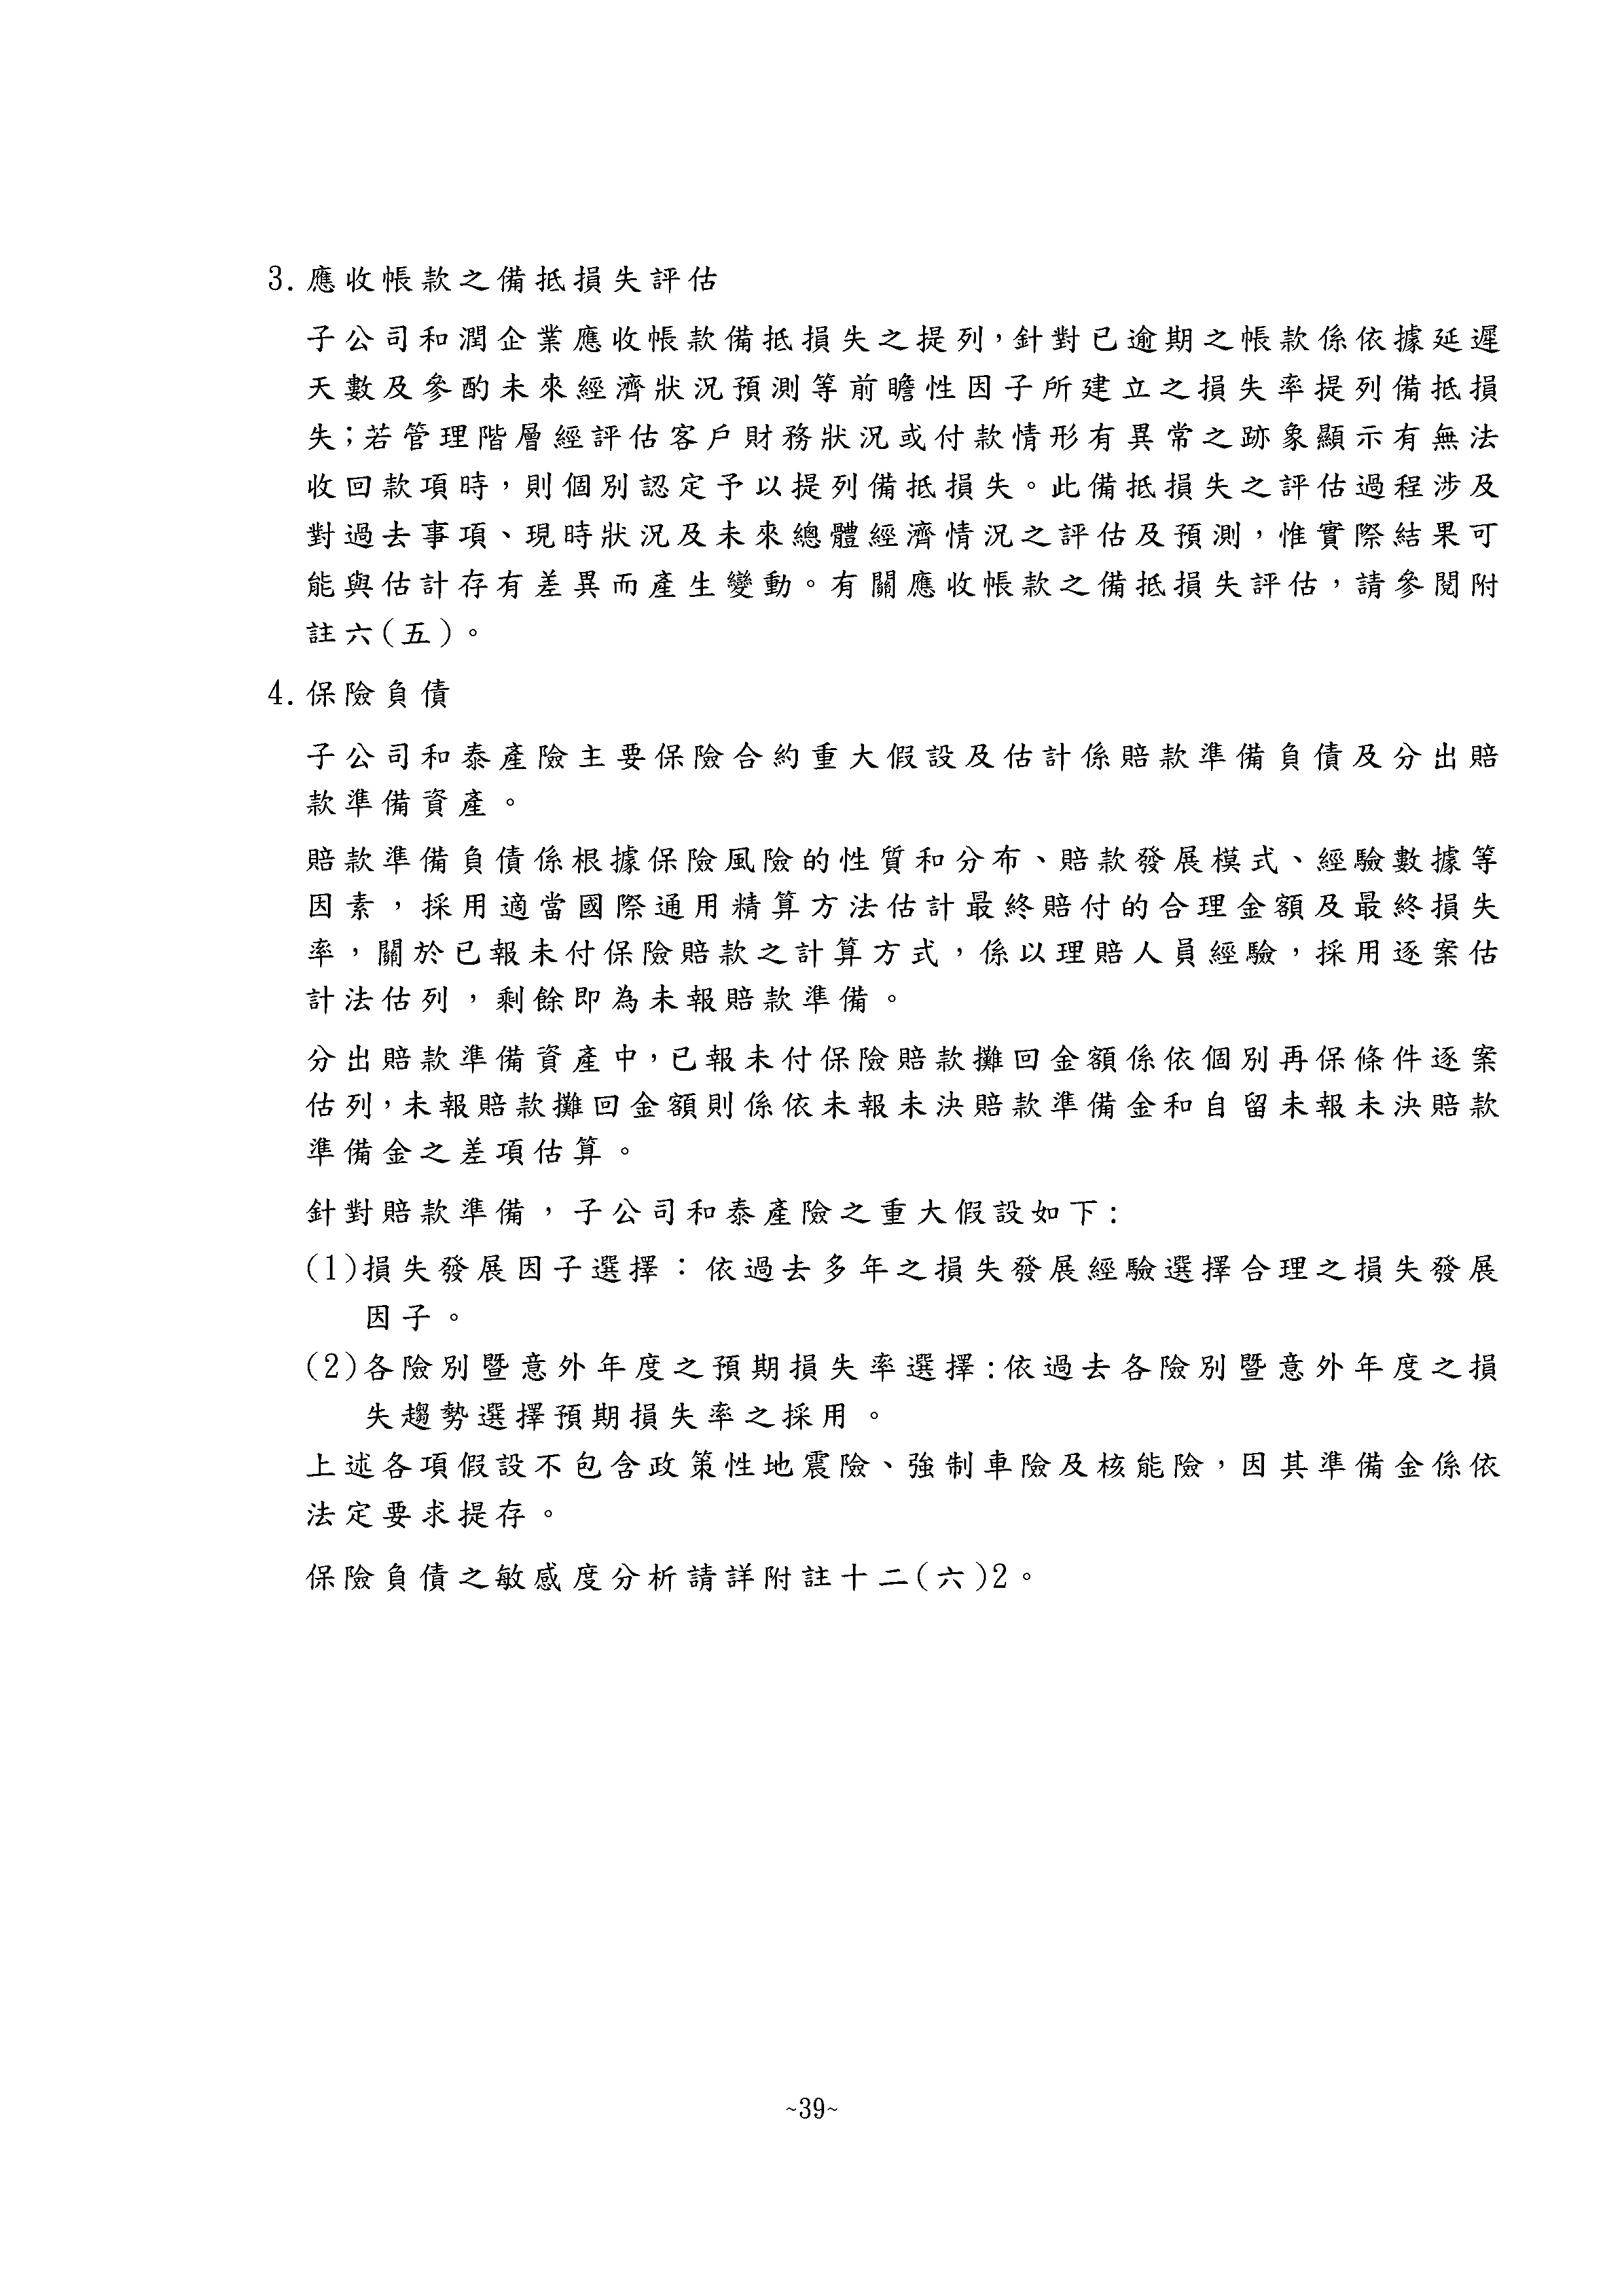 3.應收帳款之備抵損失評估
子公司和潤企業應收帳款備抵損失之提列，針對已逾期之帳款係依據延遲
天數及參酌未來經濟狀況預測等前瞻性因子所建立之損失率提列備抵損
失；若管理階層經評估客戶財務狀況或付款情形有異常之跡象顯示有無法
收回款項時，則個別認定予以提列備抵損失。此備抵損失之評估過程涉及
對過去事項、現時狀況及未來總體經濟情況之評估及預測，惟實際結果可
能與估計存有差異而產生變動。有關應收帳款之備抵損失評估，請參閱附
註六(五)。
4.保險負債
子公司和泰產險主要保險合約重大假設及估計係賠款準備負債及分出賠
款準備資產。
賠款準備負債係根據保險風險的性質和分布、賠款發展模式、經驗數據等
因素，採用適當國際通用精算方法估計最終賠付的合理金額及最終損失
率，關於已報未付保險賠款之計算方式，係以理賠人員經驗，採用逐案估
計法估列，剩餘即為未報賠款準備。
分出賠款準備資產中，已報未付保險賠款攤回金額係依個別再保條件逐案
估列，未報賠款攤回金額則係依未報未決賠款準備金和自留未報未決賠款
準備金之差項估算。
針對賠款準備，子公司和泰產險之重大假設如下:
(1)損失發展因子選擇：依過去多年之損失發展經驗選擇合理之損失發展
因子。
(2)各險別暨意外年度之預期損失率選擇:依過去各險別暨意外年度之損
失趨勢選擇預期損失率之採用。
上述各項假設不包含政策性地震險、強制車險及核能險，因其準備金係依
法定要求提存。
保險負債之敏感度分析請詳附註十二(六)2。
~39~